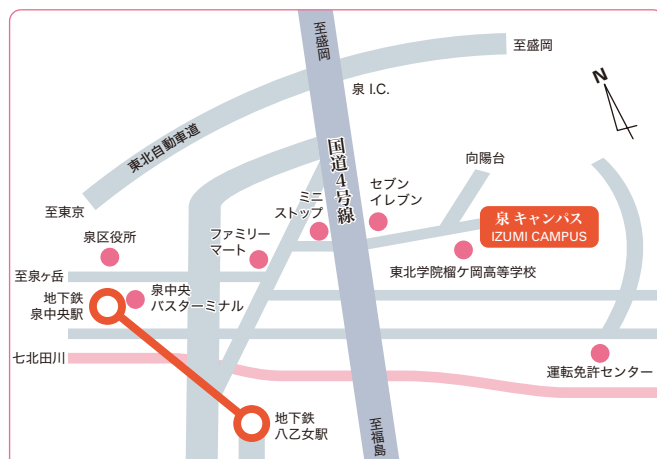 至盛岡
至盛岡
泉 I.C.
N
東北自動車道
国道4号線
向陽台
セブン
イレブン
ミニ
ストップ
至東京
泉 キャンパス
IZUMI CAMPUS
泉区役所
ファミリー
マート
東北学院榴ケ岡高等学校
至泉ヶ岳
地下鉄
泉中央駅
泉中央
バスターミナル
七北田川
運転免許センター
地下鉄
八乙女駅
至福島